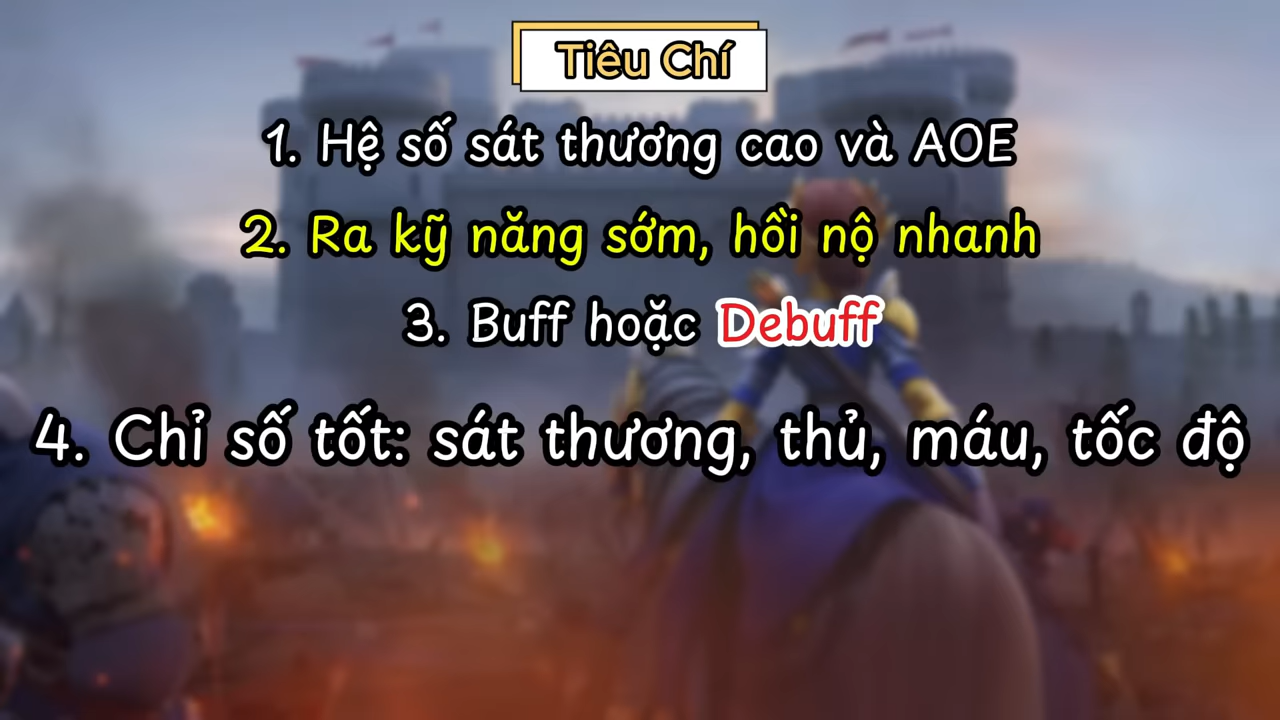 Tiêu Chí
1. Hệ số sát thương cao và AOE
2. Ra kỹ năng sớm, hồi nộ nhanh
3. Buff hoặc Debuff
4. Chỉ số tốt: sát thương, thủ, máu, tốc độ